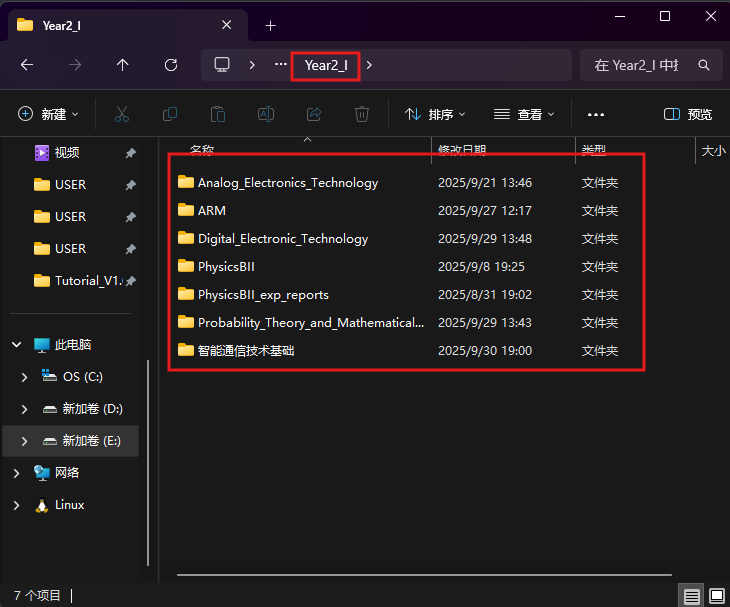 Year2_I
Year2_I
在 Year2_I 中
新建
排序
查看
预览
名称 修改日期 类型 大小
视频
USER
USER
USER
Tutorial_V1.
此电脑
OS (C:)
新加卷 (D:)
新加卷 (E:)
网络
Linux
Analog_Electronics_Technology 2025/9/21 13:46 文件夹
ARM 2025/9/27 12:17 文件夹
Digital_Electronic_Technology 2025/9/29 13:48 文件夹
PhysicsBII 2025/9/8 19:25 文件夹
PhysicsBII_exp_reports 2025/8/31 19:02 文件夹
Probability_Theory_and_Mathematical... 2025/9/29 13:43 文件夹
智能通信技术基础 2025/9/30 19:00 文件夹
7 个项目